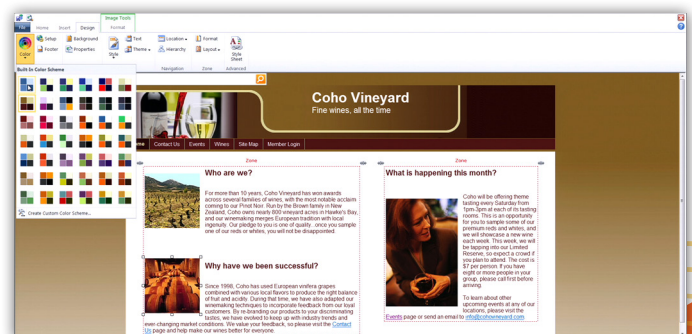 Image Tools
File Home Insert Design Format
Color
Setup
Footer
Background
Properties
Style
Text
Theme
Location
Hierarchy
Navigation
Format
Layout
Zone
Style
Sheet
Advanced
Built-In Color Scheme
Create Custom Color Scheme...
Coho Vineyard
Fine wines, all the time
me Contact Us Events Wines Site Map Member Login
Zone
Who are we?
For more than 10 years, Coho Vineyard has won awards
across several families of wines, with the most notable acclaim
coming to our Pinot Noir. Run by the Brown family in New
Zealand, Coho owns nearly 800 vineyard acres in Hawke's Bay,
and our winemaking merges European tradition with local
ingenuity. Our pledge to you is one of quality...once you sample
one of our reds or whites, you will not be disappointed.
Why have we been successful?
Since 1998, Coho has used European vinifera grapes
combined with various local flavors to produce the right balance
of fruit and acidity. During that time, we have also adapted our
winemaking techniques to incorporate feedback from our loyal
customers. By re-branding our products to your discriminating
tastes, we have evolved to keep up with industry trends and
ever-changing market conditions. We value your feedback, so please visit the Contact
Us page and help make our wines better for everyone.
Zone
What is happening this month?
Coho will be offering theme
tasting every Saturday from
1pm-3pm at each of its tasting
rooms. This is an opportunity
for you to sample some of our
premium reds and whites, and
we will showcase a new wine
each week. This week, we will
be tapping into our Limited
Reserve, so expect a crowd if
you plan to attend. The cost is
$7 per person. If you have
eight or more people in your
group, please call first before
arriving.
To learn about other
upcoming events at any of our
locations, please visit the
Events page or send an email to info@cohovineyard.com.